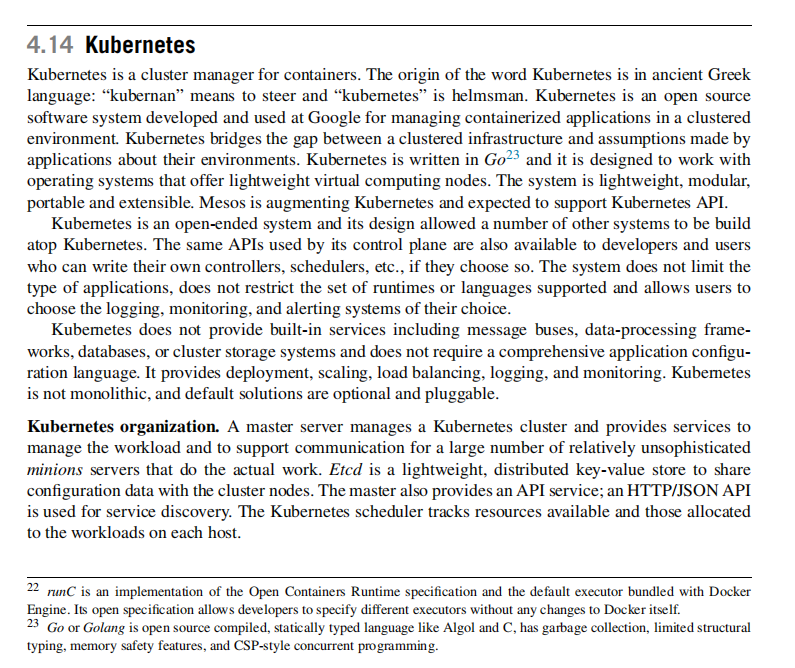 4.14 Kubernetes
Kubernetes is a cluster manager for containers. The origin of the word Kubernetes is in ancient Greek
language: “kubernan” means to steer and “kubernetes” is helmsman. Kubernetes is an open source
software system developed and used at Google for managing containerized applications in a clustered
environment. Kubernetes bridges the gap between a clustered infrastructure and assumptions made by
applications about their environments. Kubernetes is written in Go23 and it is designed to work with
operating systems that offer lightweight virtual computing nodes. The system is lightweight, modular,
portable and extensible. Mesos is augmenting Kubernetes and expected to support Kubernetes API.
Kubernetes is an open-ended system and its design allowed a number of other systems to be build
atop Kubernetes. The same APIs used by its control plane are also available to developers and users
who can write their own controllers, schedulers, etc., if they choose so. The system does not limit the
type of applications, does not restrict the set of runtimes or languages supported and allows users to
choose the logging, monitoring, and alerting systems of their choice.
Kubernetes does not provide built-in services including message buses, data-processing frame-
works, databases, or cluster storage systems and does not require a comprehensive application configu-
ration language. It provides deployment, scaling, load balancing, logging, and monitoring. Kubernetes
is not monolithic, and default solutions are optional and pluggable.
Kubernetes organization. A master server manages a Kubernetes cluster and provides services to
manage the workload and to support communication for a large number of relatively unsophisticated
minions servers that do the actual work. Etcd is a lightweight, distributed key-value store to share
configuration data with the cluster nodes. The master also provides an API service; an HTTP/JSON API
is used for service discovery. The Kubernetes scheduler tracks resources available and those allocated
to the workloads on each host.
22 runC is an implementation of the Open Containers Runtime specification and the default executor bundled with Docker
Engine. Its open specification allows developers to specify different executors without any changes to Docker itself.
23 Go or Golang is open source compiled, statically typed language like Algol and C, has garbage collection, limited structural
typing, memory safety features, and CSP-style concurrent programming.